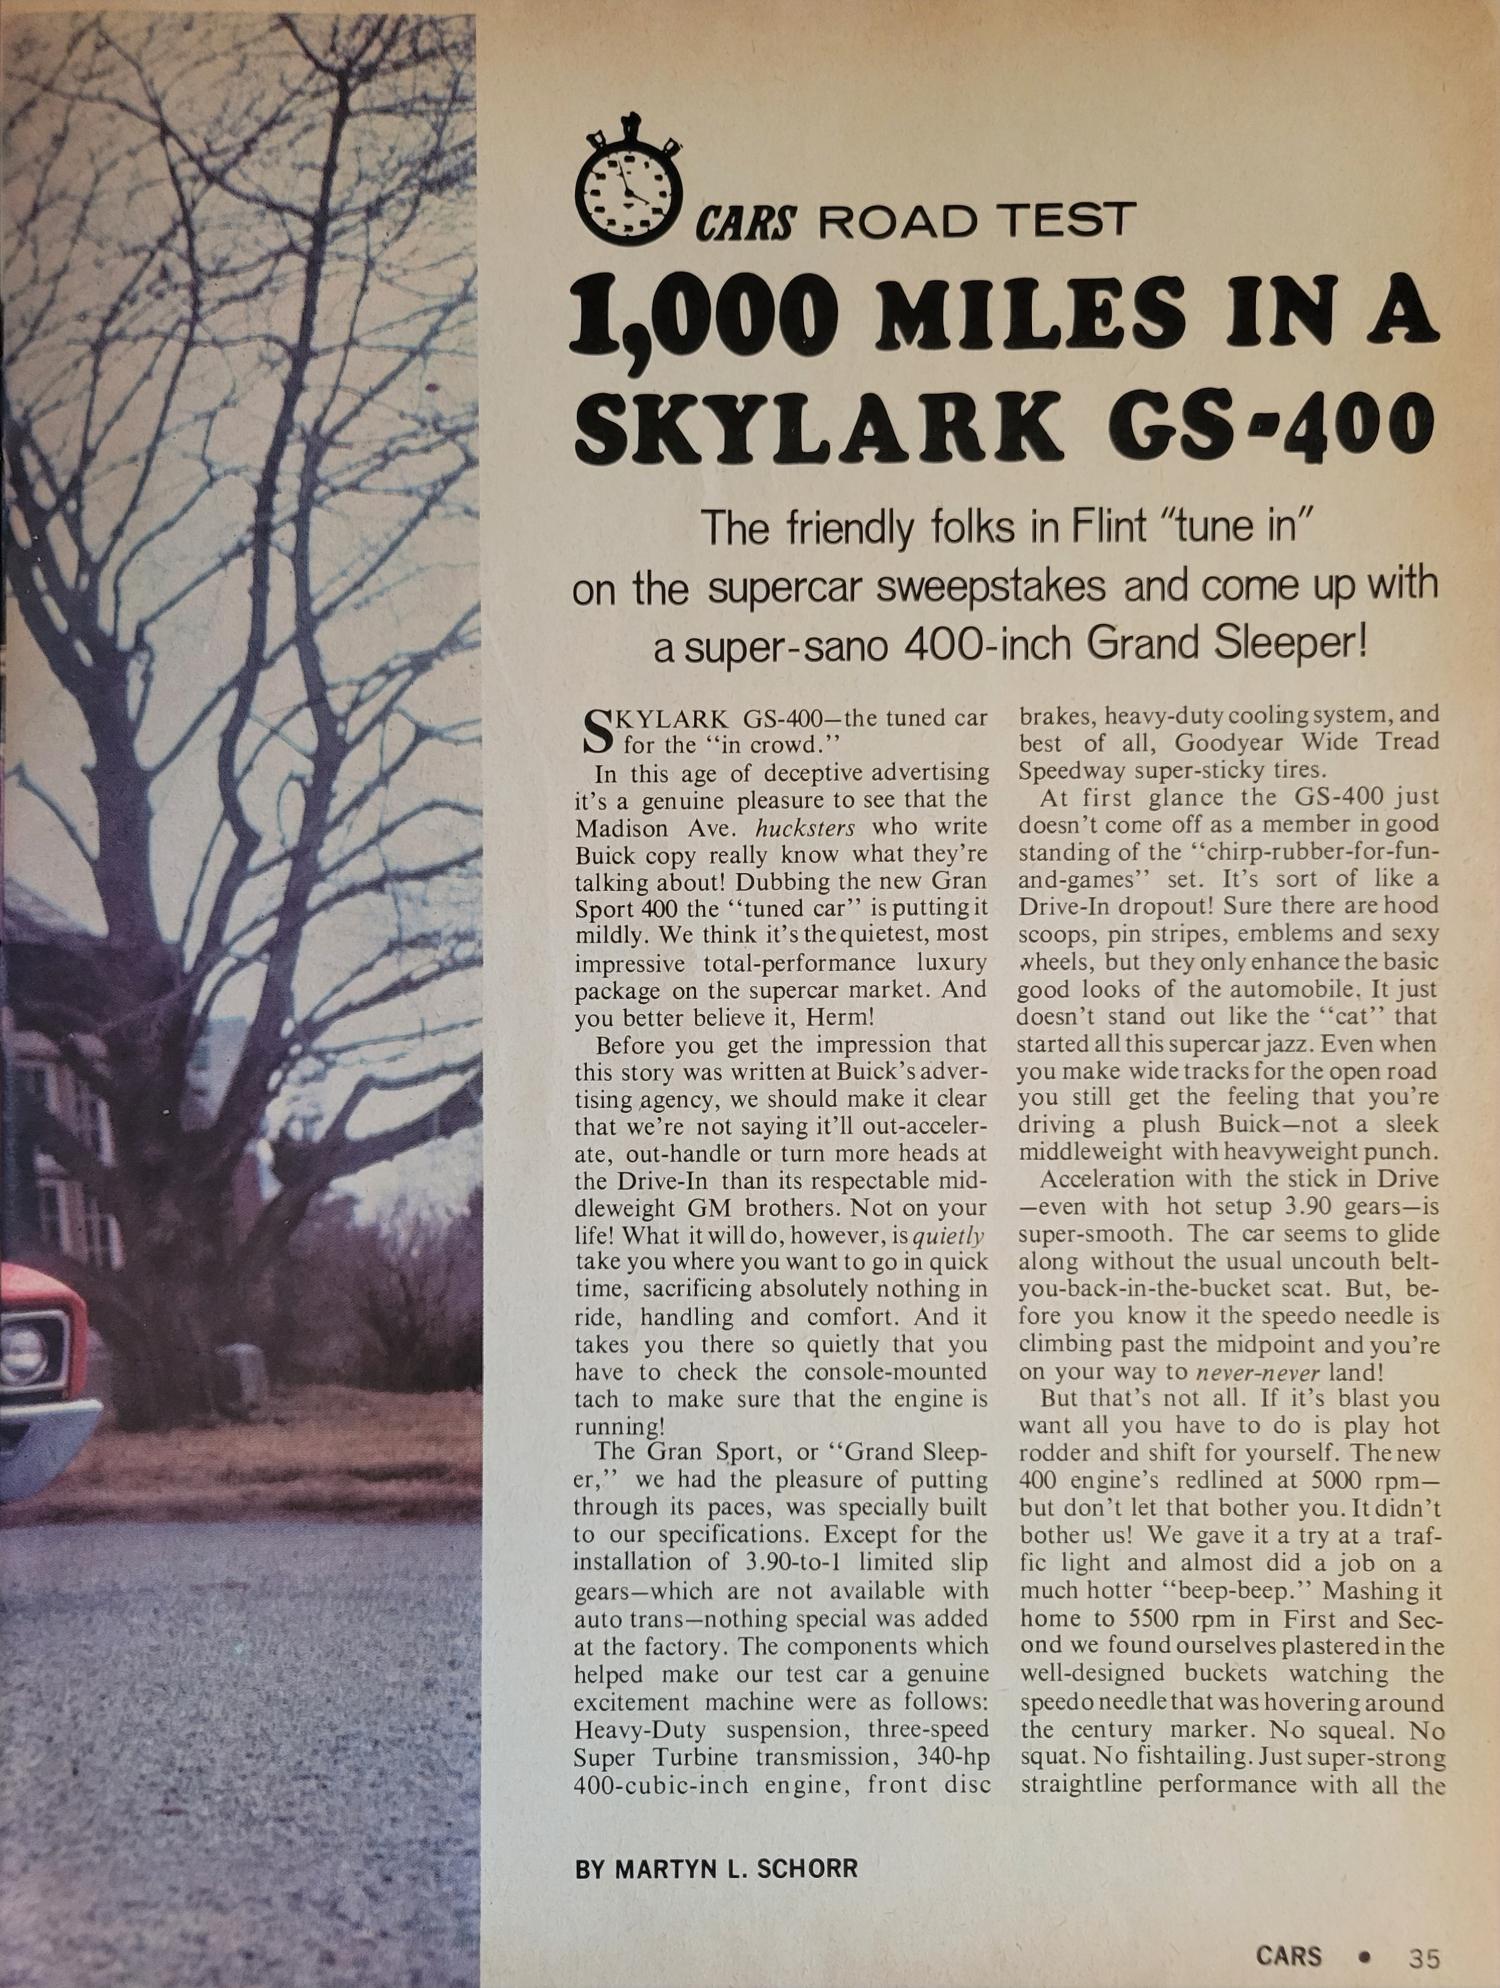 CARS ROAD TEST
1,000 MILES IN A
SKYLARK GS-400
The friendly folks in Flint “tune in”
on the supercar sweepstakes and come up with
a super-sano 400-inch Grand Sleeper!
SKYLARK GS-400—the tuned car
for the “in crowd.”
In this age of deceptive advertising
it's a genuine pleasure to see that the
Madison Ave. hucksters who write
Buick copy really know what they're
talking about! Dubbing the new Gran
Sport 400 the “tuned car” is putting it
mildly. We think it's the quietest, most
impressive total-performance luxury
package on the supercar market. And
you better believe it, Herm!
Before you get the impression that
this story was written at Buick's adver-
tising agency, we should make it clear
that we're not saying it'll out-acceler-
ate, out-handle or turn more heads at
the Drive-In than its respectable mid-
dleweight GM brothers. Not on your
life! What it will do, however, is quietly
take you where you want to go in quick
time, sacrificing absolutely nothing in
ride, handling and comfort. And it
takes you there so quietly that you
have to check the console-mounted
tach to make sure that the engine is
running!
The Gran Sport, or “Grand Sleep-
er,” we had the pleasure of putting
through its paces, was specially built
to our specifications. Except for the
installation of 3.90-to-1 limited slip
gears—which are not available with
auto trans—nothing special was added
at the factory. The components which
helped make our test car a genuine
excitement machine were as follows:
Heavy-Duty suspension, three-speed
Super Turbine transmission, 340-hp
400-cubic-inch engine, front disc
brakes, heavy-duty cooling system, and
best of all, Goodyear Wide Tread
Speedway super-sticky tires.
At first glance the GS-400 just
doesn't come off as a member in good
standing of the “chirp-rubber-for-fun-
and-games” set. It's sort of like a
Drive-In dropout! Sure there are hood
scoops, pin stripes, emblems and sexy
wheels, but they only enhance the basic
good looks of the automobile. It just
doesn't stand out like the “cat” that
started all this supercar jazz. Even when
you make wide tracks for the open road
you still get the feeling that you're
driving a plush Buick—not a sleek
middleweight with heavyweight punch.
Acceleration with the stick in Drive
—even with hot setup 3.90 gears—is
super-smooth. The car seems to glide
along without the usual uncouth belt-
you-back-in-the-bucket scat. But, be-
fore you know it the speedo needle is
climbing past the midpoint and you're
on your way to never-never land!
But that's not all. If it's blast you
want all you have to do is play hot
rodder and shift for yourself. The new
400 engine's redlined at 5000 rpm—
but don't let that bother you. It didn't
bother us! We gave it a try at a traf-
fic light and almost did a job on a
much hotter “beep-beep.” Mashing it
home to 5500 rpm in First and Sec-
ond we found ourselves plastered in the
well-designed buckets watching the
speedo needle that was hovering around
the century marker. No squeal. No
squat. No fishtailing. Just super-strong
straightline performance with all the
BY MARTYN L. SCHORR
CARS • 35